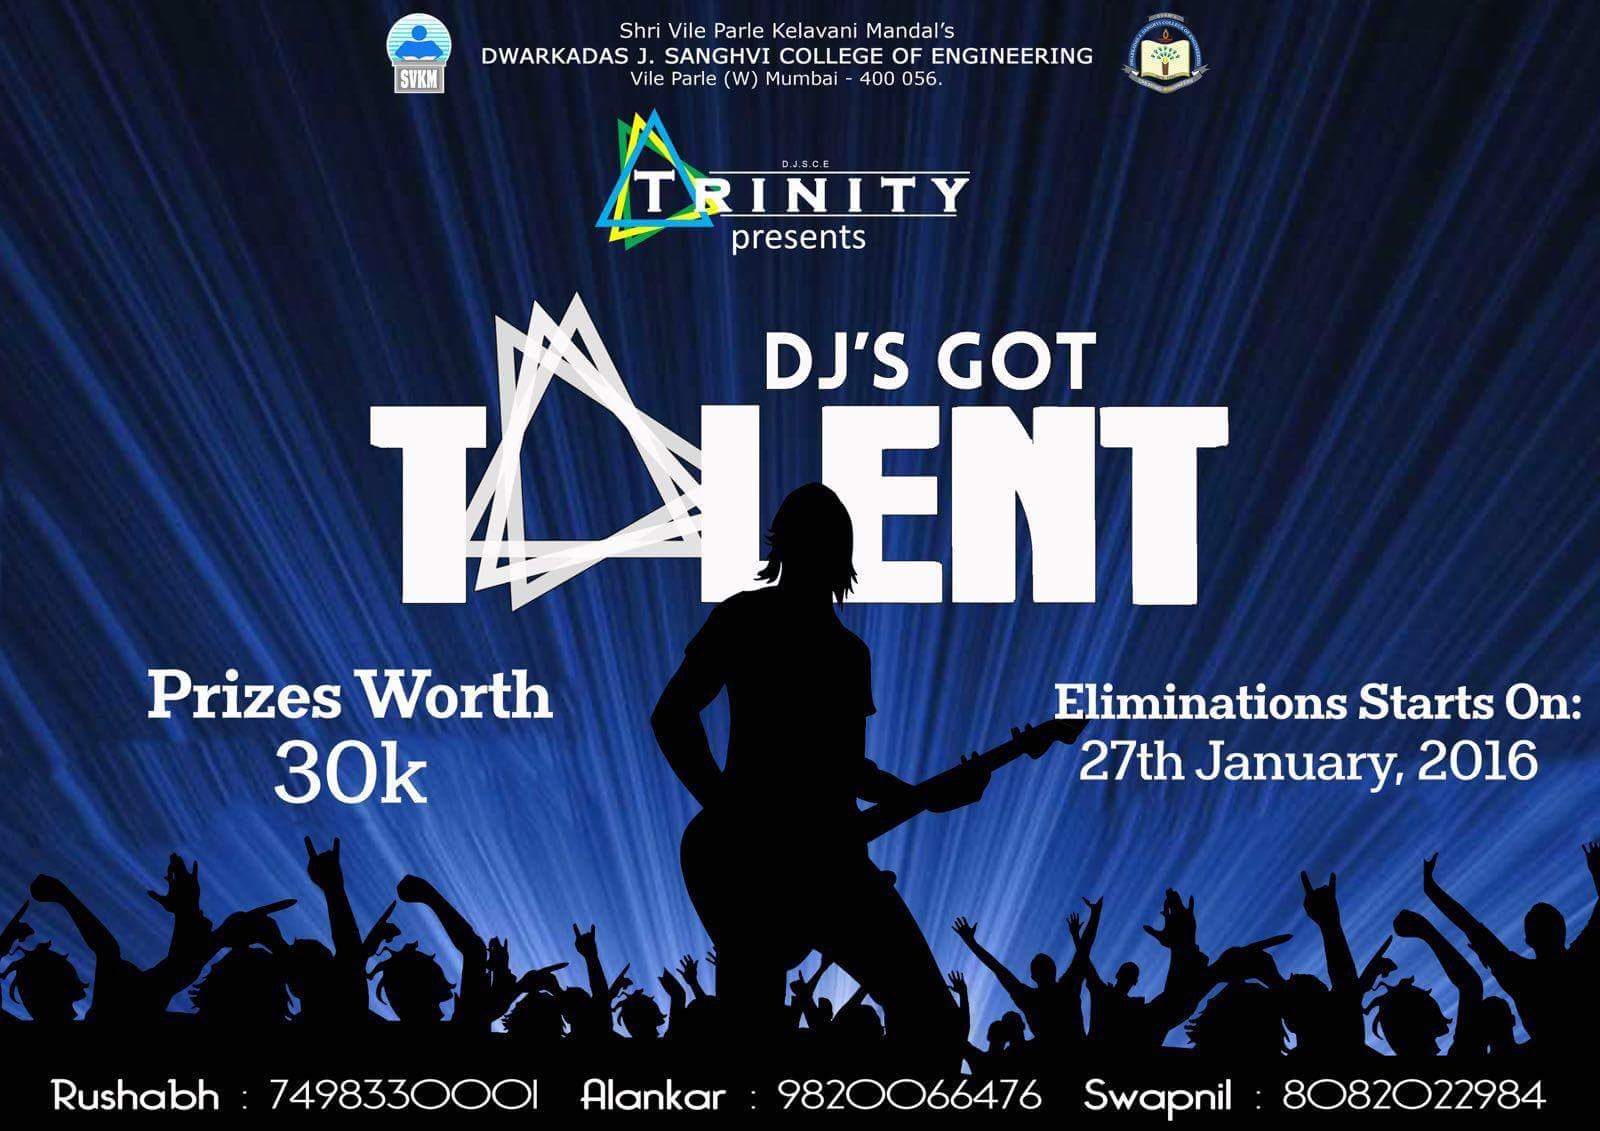 SVKM
Shri Vile Parle Kelavani Mandal's
DWARKADAS J. SANGHVI COLLEGE OF ENGINEERING
Vile Parle (W) Mumbai - 400 056.
D.J.S.C.E
TRINITY
presents
DJ'S GOT
TALENT
Prizes Worth
30k
Eliminations Starts On:
27th January, 2016
Rushabh : 7498330001 Alankar : 9820066476 Swapnil : 8082022984